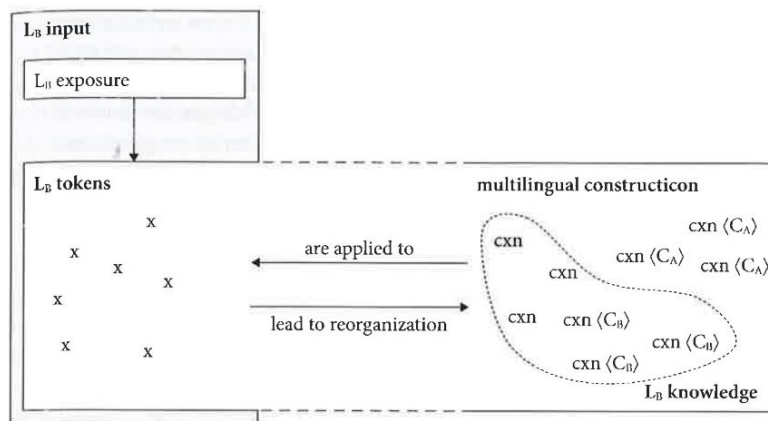 L_B input
L_B exposure
L_B tokens
multilingual constructicon
x
x
x
x
x
x
x
are applied to
lead to reorganization
cxn
cxn
cxn
cxn ⟨C_A⟩
cxn ⟨C_A⟩
cxn ⟨C_A⟩
cxn ⟨C_B⟩
cxn ⟨C_B⟩
cxn ⟨C_B⟩
L_B knowledge